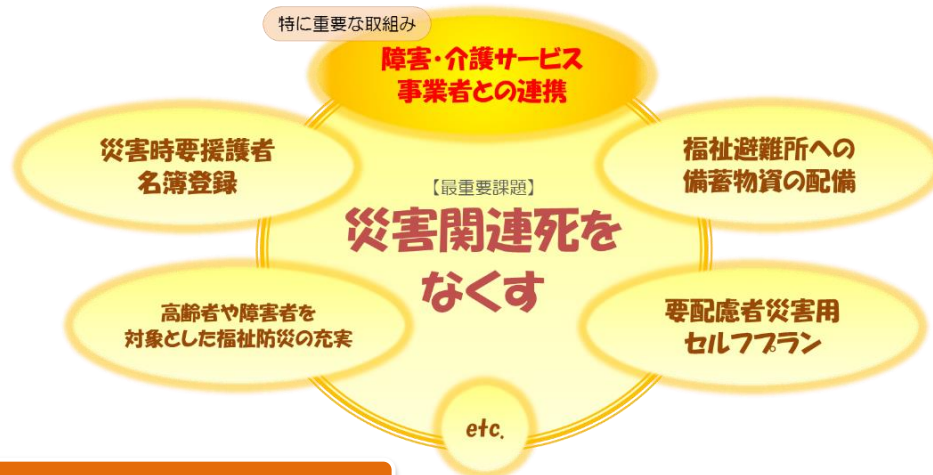 特に重要な取組み
障害・介護サービス
事業者との連携
災害時要援護者
名簿登録
福祉避難所への
備蓄物資の配備
【最重要課題】
災害関連死を
なくす
高齢者や障害者を
対象とした福祉防災の充実
要配慮者災害用
セルフプラン
etc.